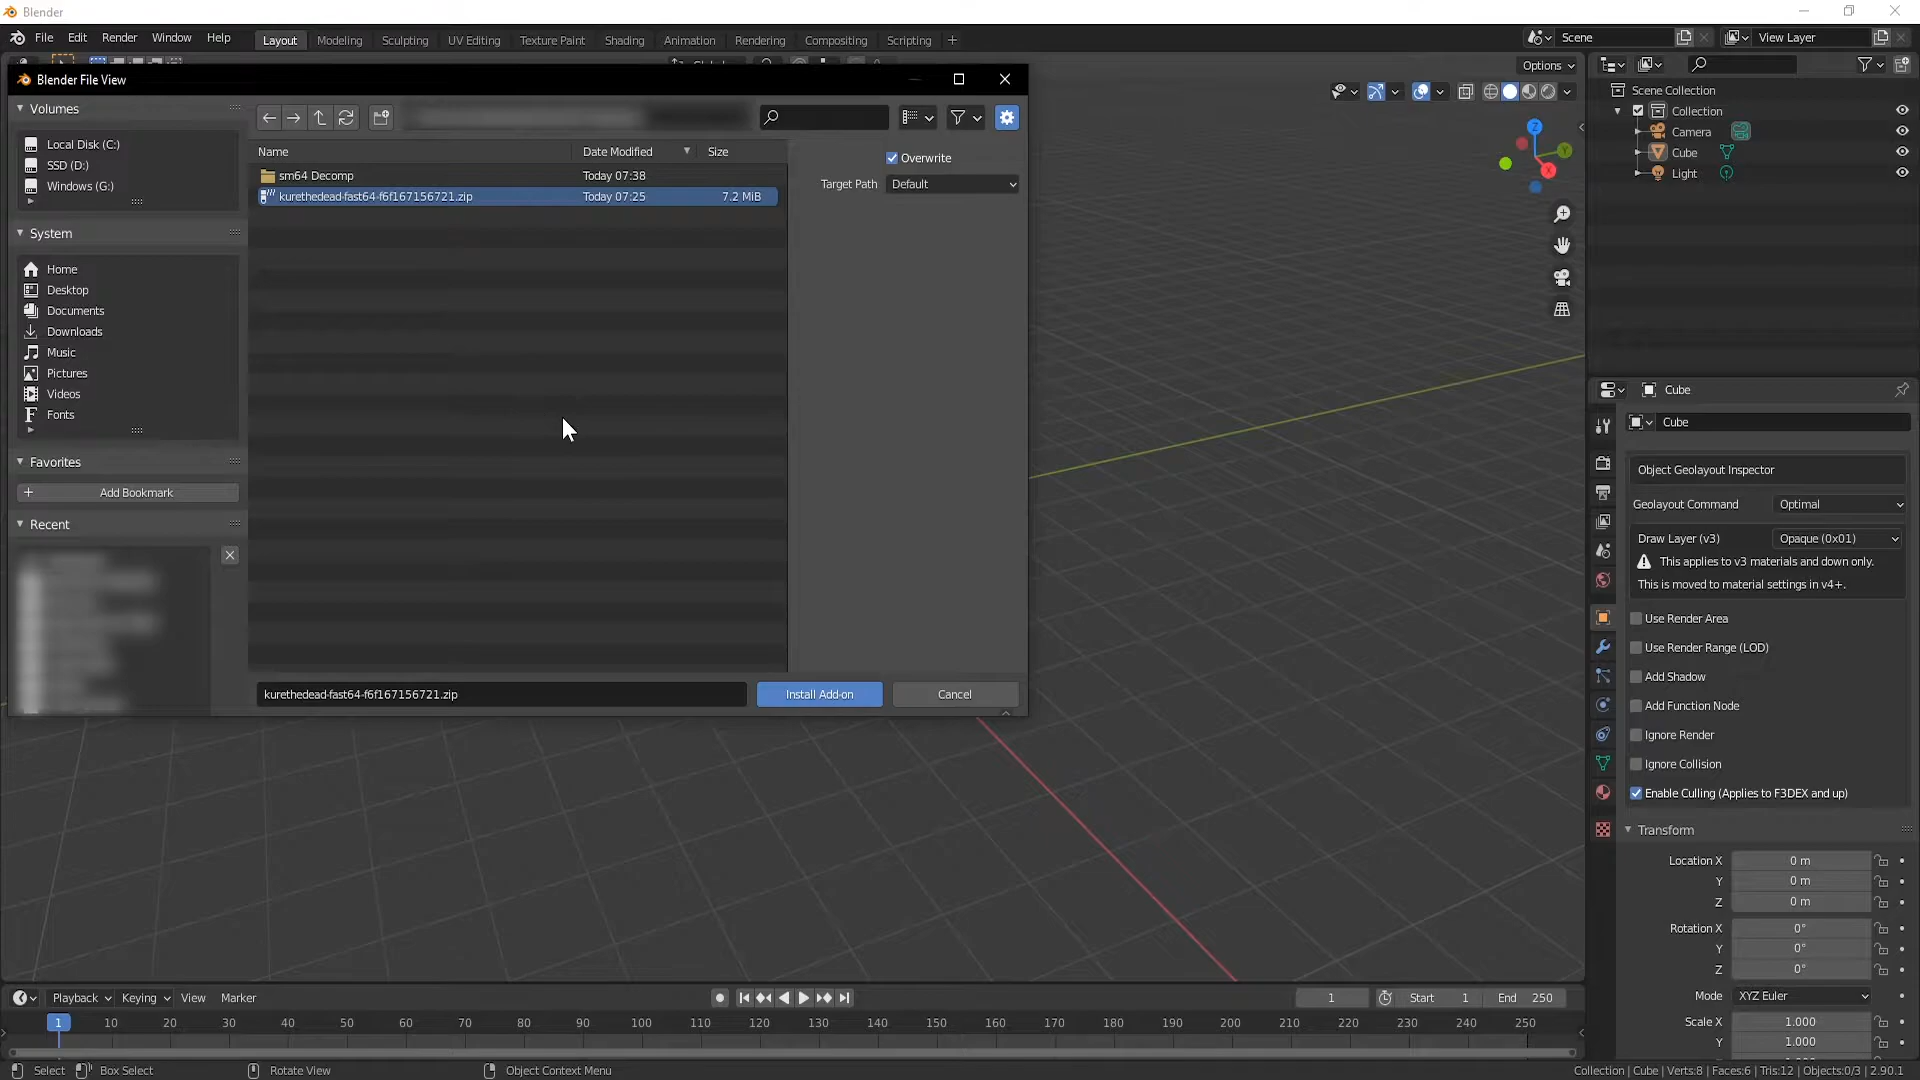 Blender
File Edit Render Window Help
Layout Modeling Sculpting UV Editing Texture Paint Shading Animation Rendering Compositing Scripting +
Scene
View Layer
Options
Blender File View
Volumes
Local Disk (C:)
SSD (D:)
Windows (G:)
System
Home
Desktop
Documents
Downloads
Music
Pictures
Videos
Fonts
Favorites
Add Bookmark
Recent
Name Date Modified Size
sm64 Decomp Today 07:38
kurethedead-fast64-f6f167156721.zip Today 07:25 7.2 MiB
Overwrite
Target Path Default
kurethedead-fast64-f6f167156721.zip
Install Add-on
Cancel
Z
Y
X
Scene Collection
Collection
Camera
Cube
Light
Cube
Cube
Object Geolayout Inspector
Geolayout Command Optimal
Draw Layer (v3) Opaque (0x01)
This applies to v3 materials and down only.
This is moved to material settings in v4+.
Use Render Area
Use Render Range (LOD)
Add Shadow
Add Function Node
Ignore Render
Ignore Collision
Enable Culling (Applies to F3DEX and up)
Transform
Location X 0 m
Y 0 m
Z 0 m
Rotation X 0°
Y 0°
Z 0°
Mode XYZ Euler
Scale X 1.000
Y 1.000
Playback Keying View Marker
1 Start 1 End 250
1 10 20 30 40 50 60 70 80 90 100 110 120 130 140 150 160 170 180 190 200 210 220 230 240 250
Select Box Select Rotate View Object Context Menu
Collection | Cube | Verts:8 | Faces:6 | Tris:12 | Objects:0/3 | 2.90.1